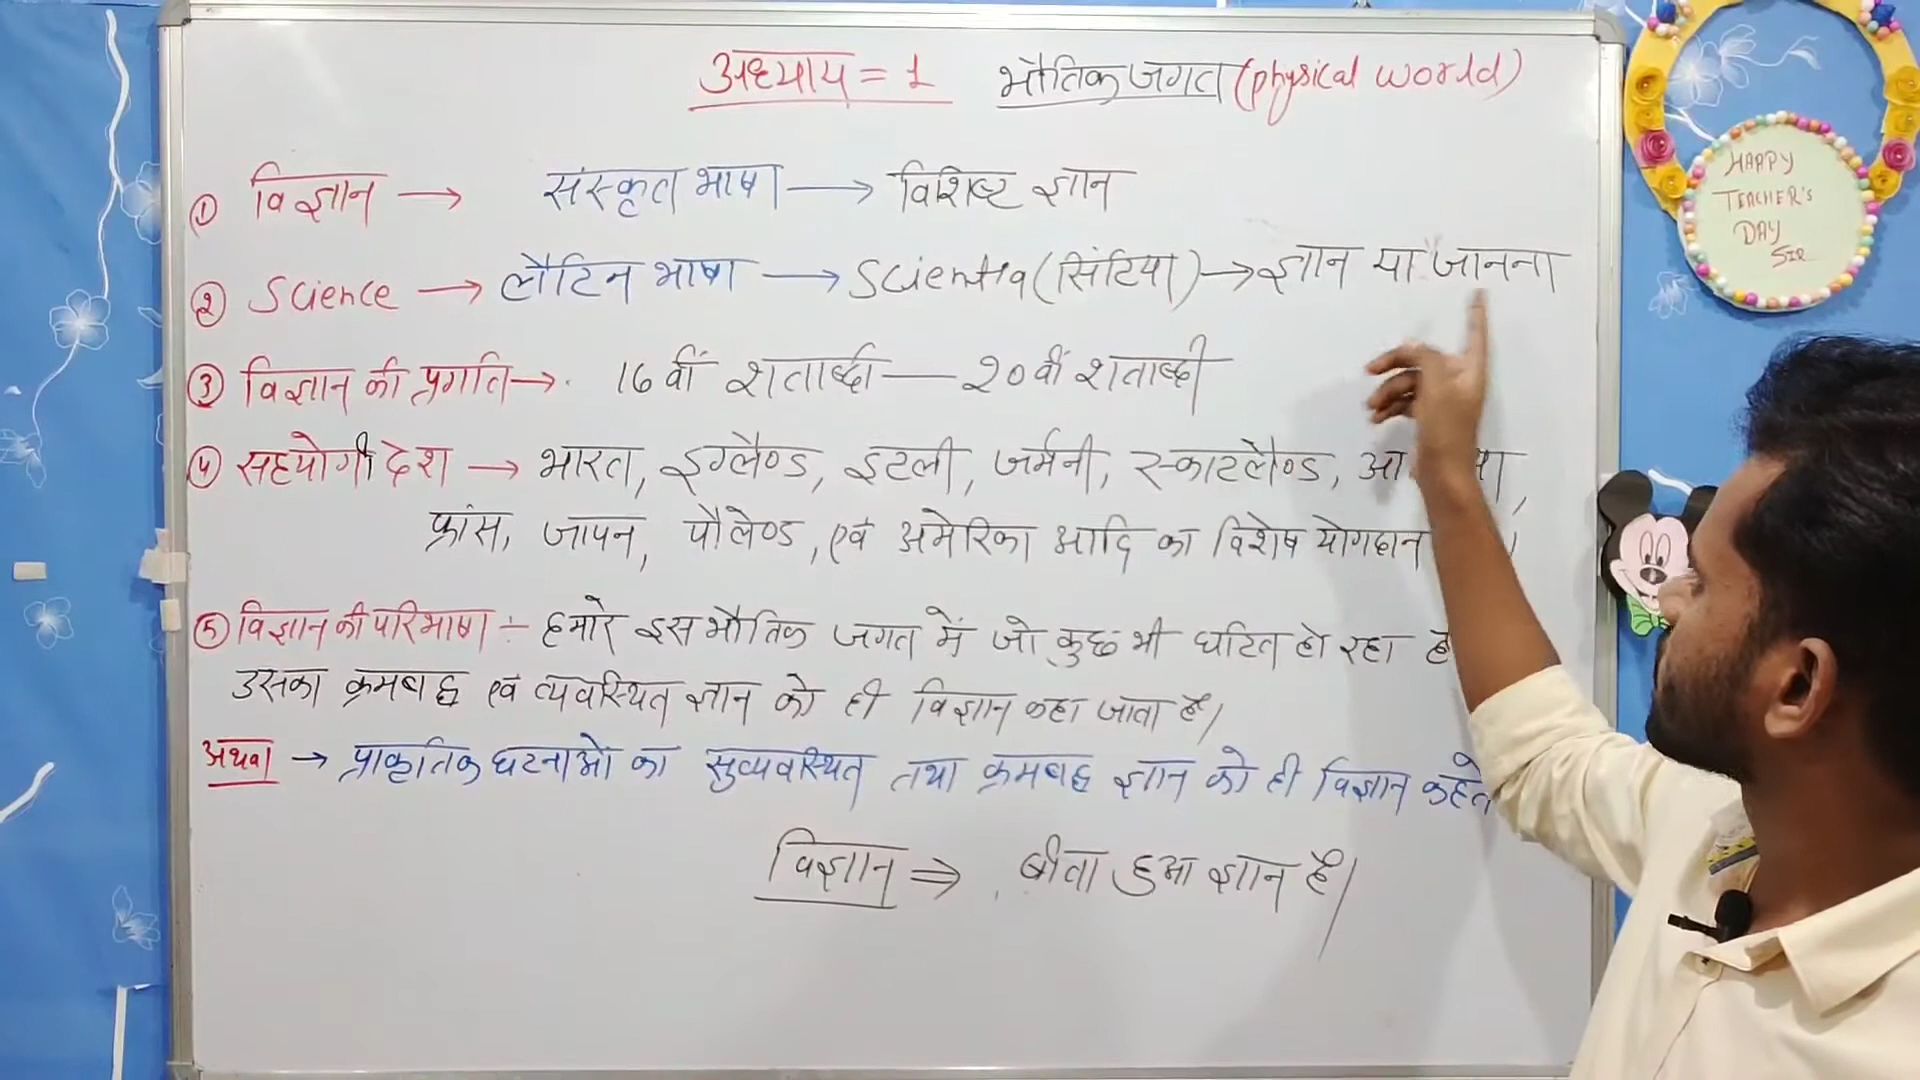 अध्याय = 1 भौतिक जगत (physical world)
① विज्ञान → संस्कृत भाषा → विशिष्ट ज्ञान
② Science → लैटिन भाषा → Scientia (सिंटिया) → ज्ञान या जानना
③ विज्ञान की प्रगति → 16 वीं शताब्दी — 20 वीं शताब्दी
④ सहयोगी देश → भारत, इग्लैण्ड, इटली, जर्मनी, स्काटलैण्ड,
फ्रांस, जापन, पौलेण्ड, एवं अमेरिका आदि का विशेष योगदान
⑤ विज्ञान की परिभाषा ÷ हमारे इस भौतिक जगत में जो कुछ भी घटित हो रहा
उसका क्रमबद्ध एवं व्यवस्थित ज्ञान को ही विज्ञान कहा जाता है।
अथवा → प्राकृतिक घटनाओ का सुव्यवस्थित तथा क्रमबद्ध ज्ञान को ही विज्ञान कहते
विज्ञान ⇒ बीता हुआ ज्ञान है।
HAPPY
TEACHER'S
DAY
SIR